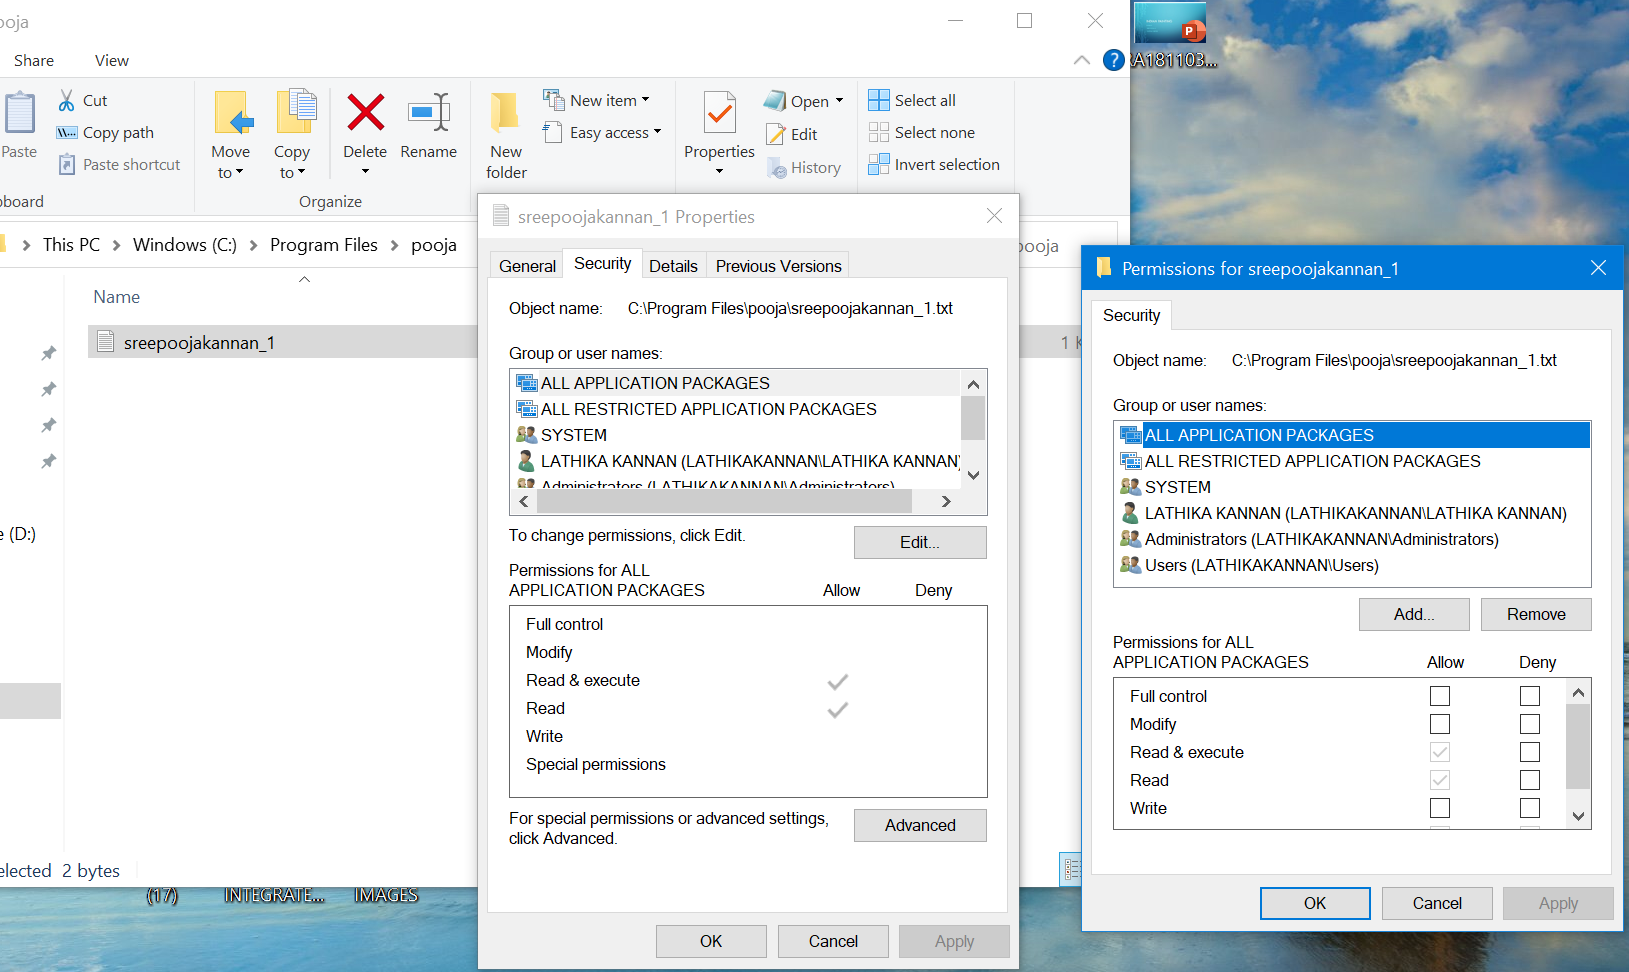 ooja
Share View
Cut
Copy path
Paste shortcut
Paste
Move to
Copy to
Delete
Rename
New folder
New item
Easy access
Properties
Open
Edit
History
Select all
Select none
Invert selection
board
Organize
This PC > Windows (C:) > Program Files > pooja
ooja
Name
sreepoojakannan_1
1 K
e (D:)
elected 2 bytes
(17)
INTEGRATE...
IMAGES
RA181103...
sreepoojakannan_1 Properties
General Security Details Previous Versions
Object name: C:\Program Files\pooja\sreepoojakannan_1.txt
Group or user names:
ALL APPLICATION PACKAGES
ALL RESTRICTED APPLICATION PACKAGES
SYSTEM
LATHIKA KANNAN (LATHIKAKANNAN\LATHIKA KANNAN)
Administrators (LATHIKAKANNAN\Administrators)
To change permissions, click Edit.
Edit...
Permissions for ALL
APPLICATION PACKAGES Allow Deny
Full control
Modify
Read & execute
Read
Write
Special permissions
For special permissions or advanced settings,
click Advanced.
Advanced
OK Cancel Apply
Permissions for sreepoojakannan_1
Security
Object name: C:\Program Files\pooja\sreepoojakannan_1.txt
Group or user names:
ALL APPLICATION PACKAGES
ALL RESTRICTED APPLICATION PACKAGES
SYSTEM
LATHIKA KANNAN (LATHIKAKANNAN\LATHIKA KANNAN)
Administrators (LATHIKAKANNAN\Administrators)
Users (LATHIKAKANNAN\Users)
Add... Remove
Permissions for ALL
APPLICATION PACKAGES Allow Deny
Full control
Modify
Read & execute
Read
Write
OK Cancel Apply